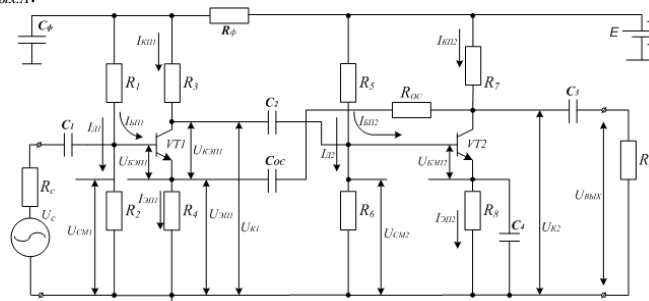 Cф
Rф
E
IКП1
IКП2
R1
R3
R5
R7
RОС
C3
C1
IД1
IБП1
VT1
C2
IБП2
VT2
UБЭП1
UКЭП1
IД2
UБЭП2
Rc
Uc
CОС
R
UСМ1
R2
IЭП1
R4
UЭП1
UК1
R6
UСМ2
IЭП2
R8
C4
UК2
UВЫХ